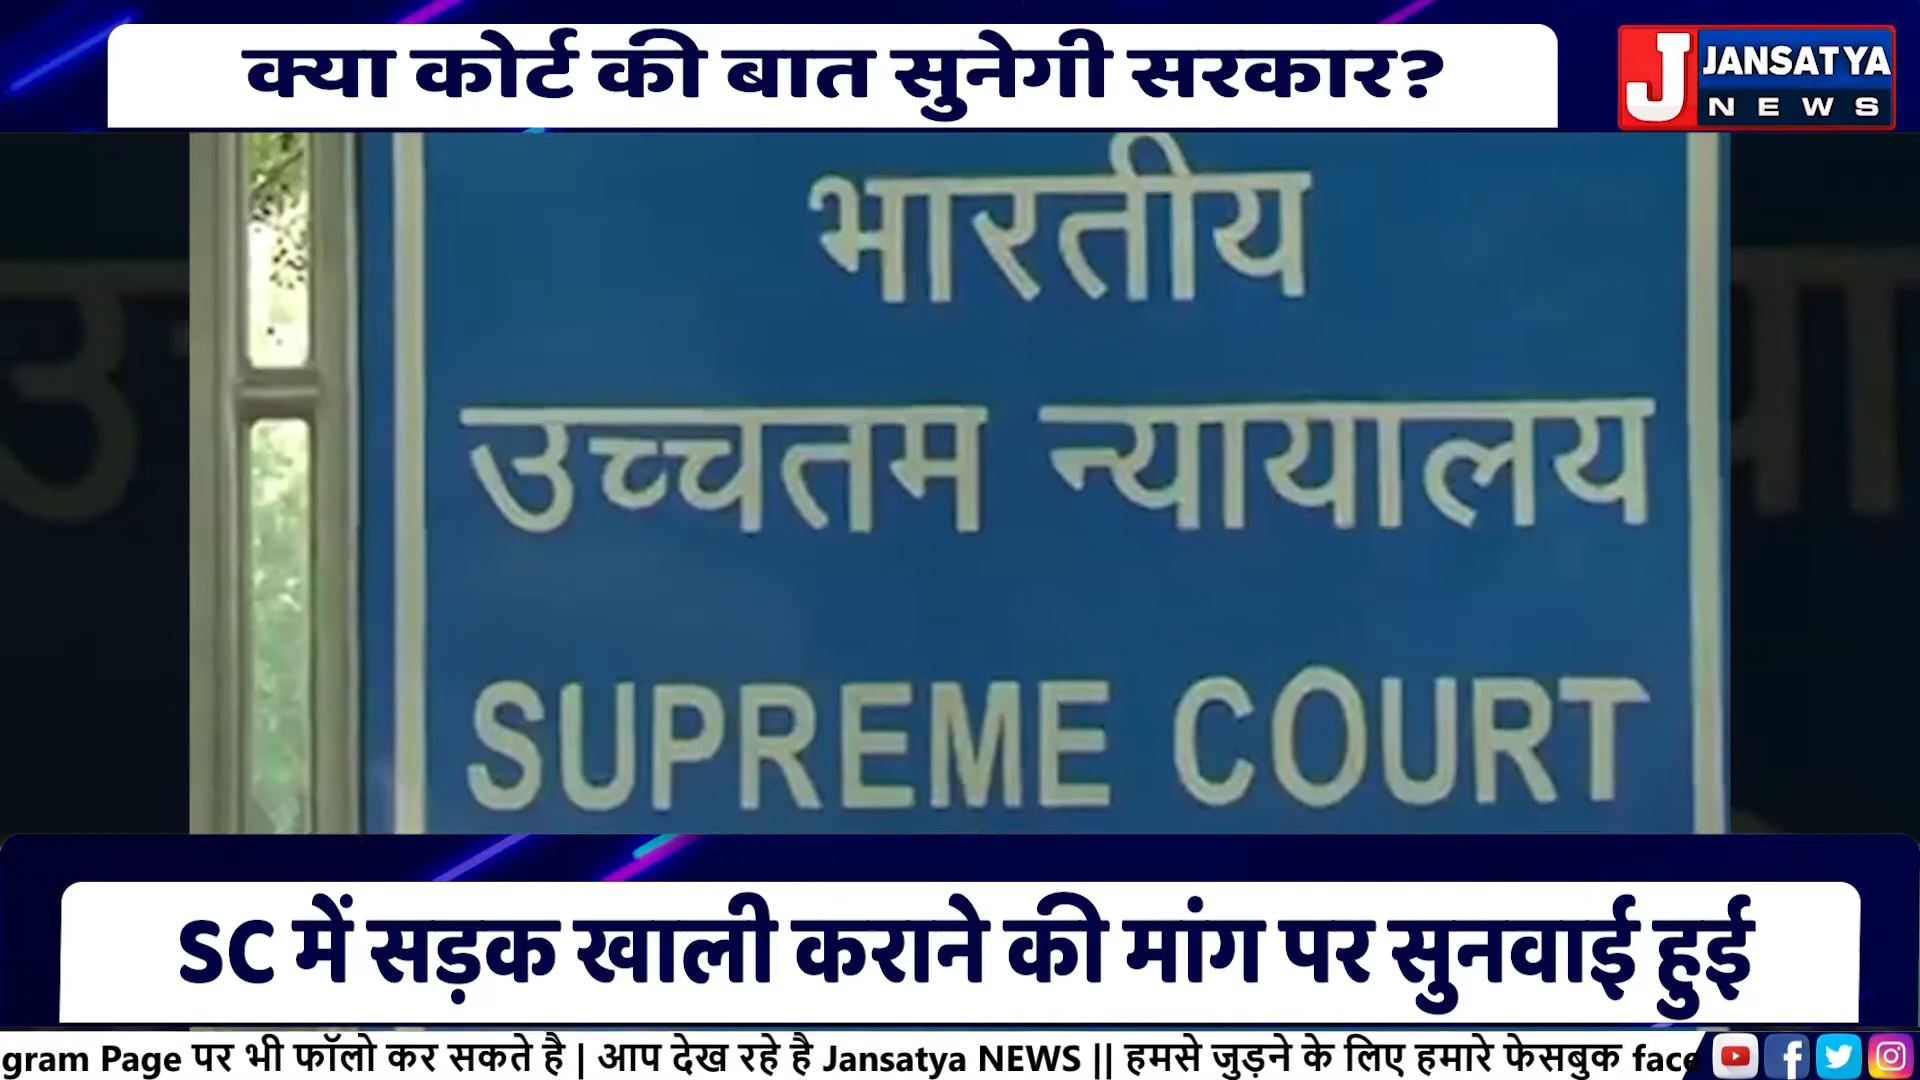 क्या कोर्ट की बात सुनेगी सरकार?
JANSATYA
NEWS
भारतीय
उच्चतम न्यायालय
SUPREME COURT
SC में सड़क खाली कराने की मांग पर सुनवाई हुई
gram Page पर भी फॉलो कर सकते है | आप देख रहे है Jansatya NEWS || हमसे जुड़ने के लिए हमारे फेसबुक face